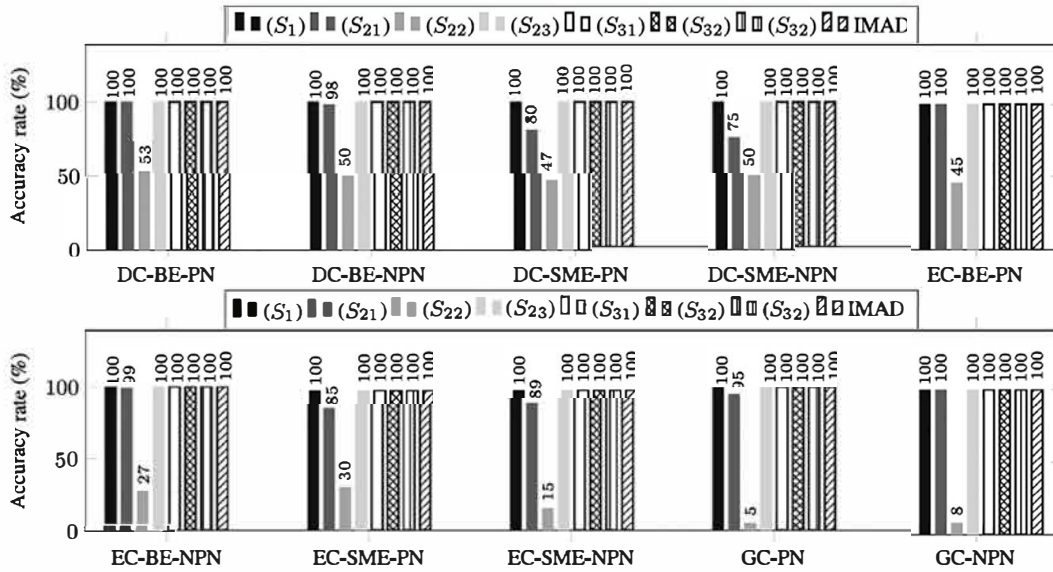 (S1) (S21) (S22) (S23) (S31) (S32) (S32) IMAD
Accuracy rate (%)
100
50
0
100 100 53 100 100 100 100 100
100 98 50 100 100 100 100 100
100 80 47 100 100 100 100 100
100 75 50 100 100 100 100 100
100 100 45 100 100 100 100 100
DC-BE-PN DC-BE-NPN DC-SME-PN DC-SME-NPN EC-BE-PN
(S1) (S21) (S22) (S23) (S31) (S32) (S32) IMAD
Accuracy rate (%)
100
50
0
100 99 27 100 100 100 100 100
100 85 30 100 100 100 100 100
100 89 15 100 100 100 100 100
100 95 5 100 100 100 100 100
100 100 8 100 100 100 100 100
EC-BE-NPN EC-SME-PN EC-SME-NPN GC-PN GC-NPN